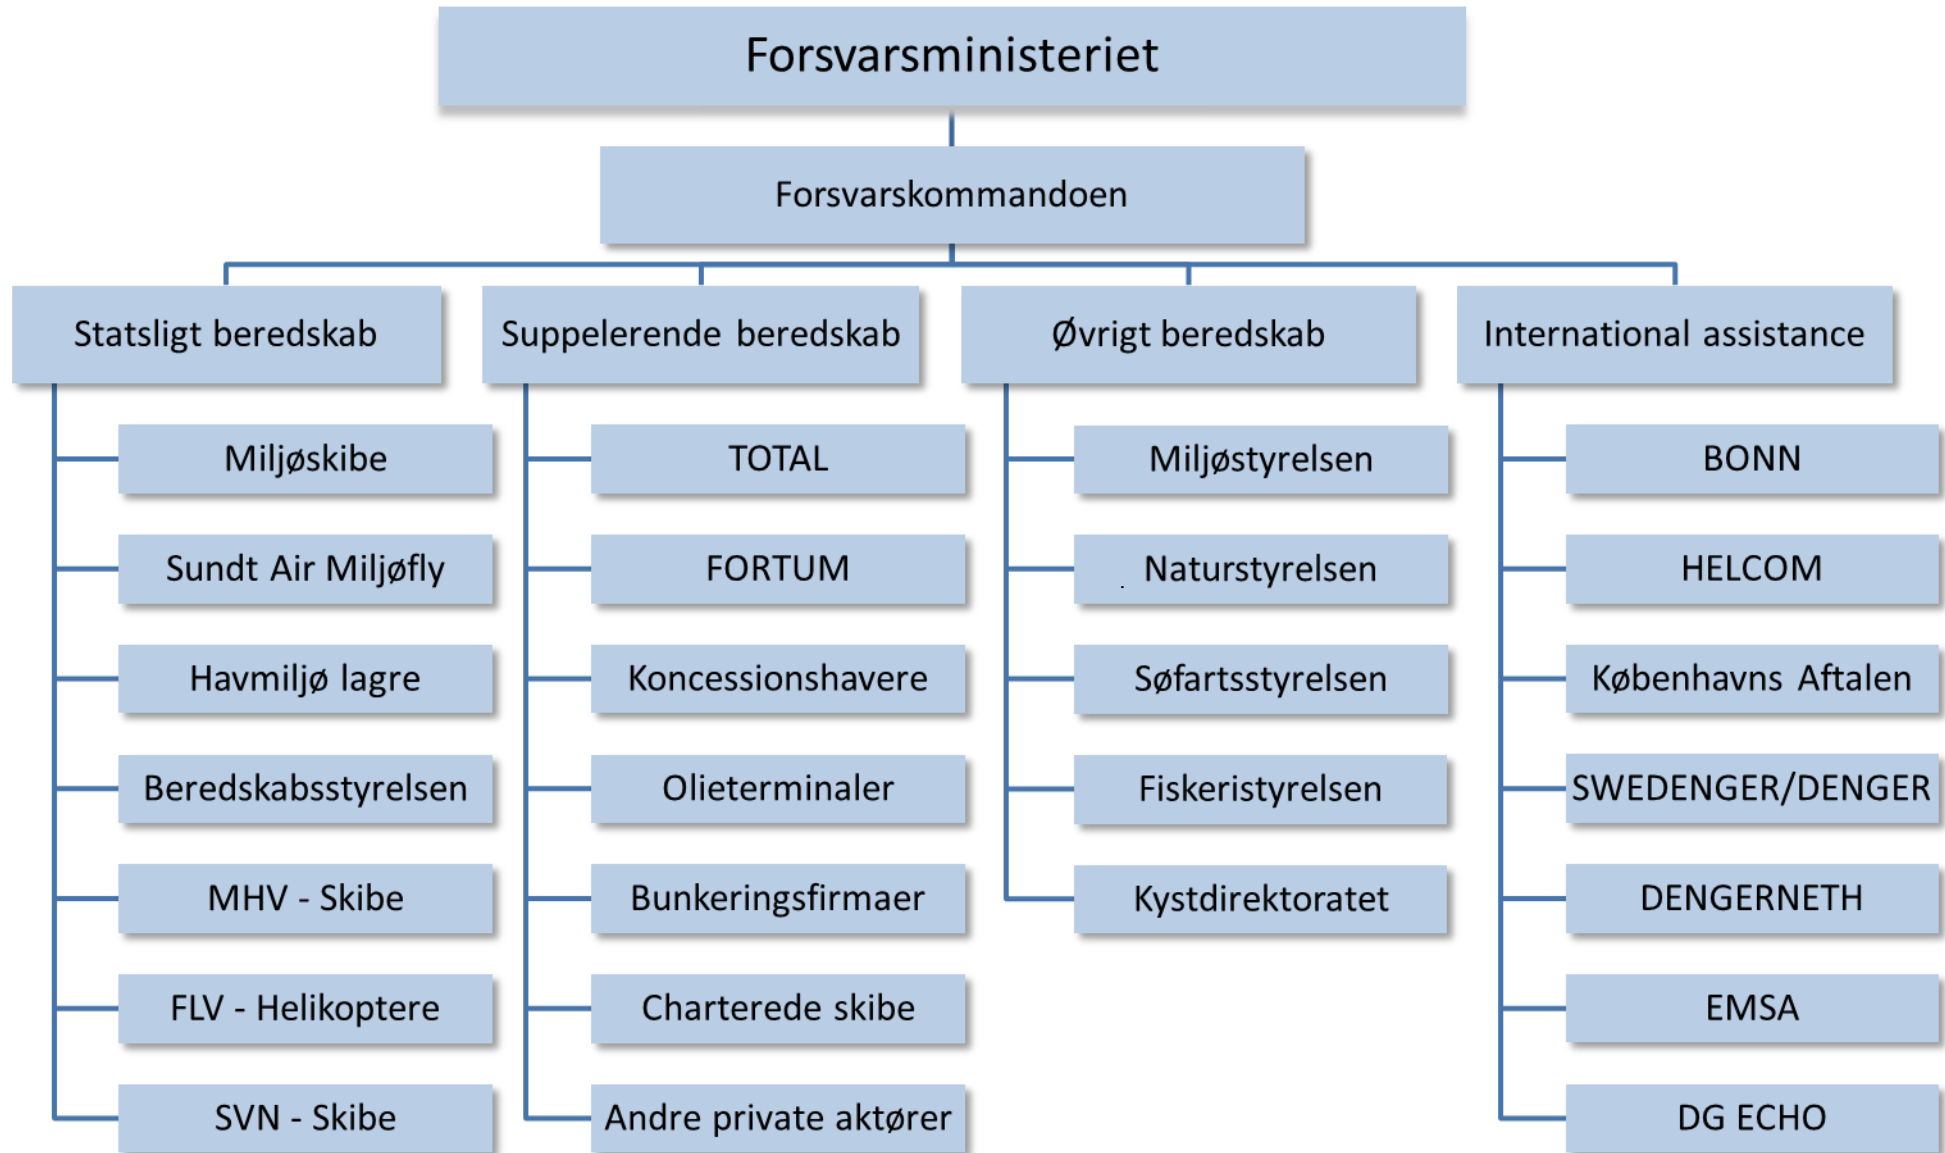 Forsvarsministeriet
Forsvarskommandoen
Statsligt beredskab
Miljøskibe
Sundt Air Miljøfly
Havmiljø lagre
Beredskabsstyrelsen
MHV - Skibe
FLV - Helikoptere
SVN - Skibe
Suppelerende beredskab
TOTAL
FORTUM
Koncessionshavere
Olieterminaler
Bunkeringsfirmaer
Charterede skibe
Andre private aktører
Øvrigt beredskab
Miljøstyrelsen
Naturstyrelsen
Søfartsstyrelsen
Fiskeristyrelsen
Kystdirektoratet
International assistance
BONN
HELCOM
Københavns Aftalen
SWEDENGER/DENGER
DENGERNETH
EMSA
DG ECHO